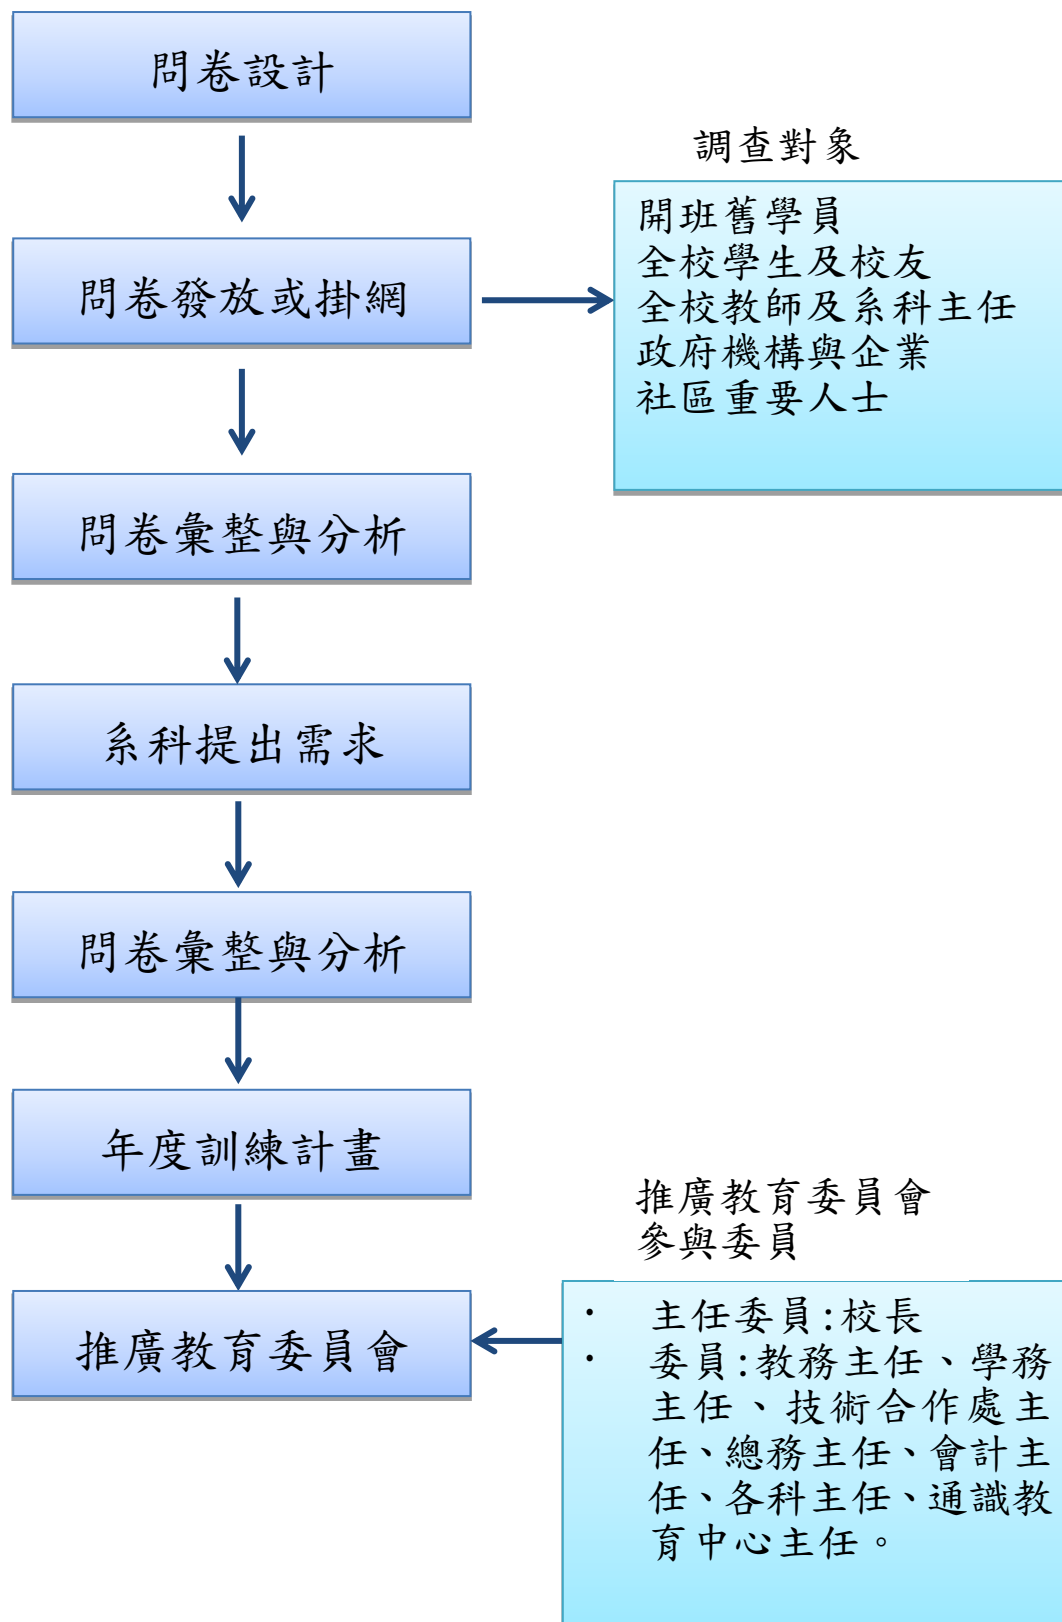 問卷設計
調查對象
開班舊學員
全校學生及校友
全校教師及系科主任
政府機構與企業
社區重要人士
問卷發放或掛網
問卷彙整與分析
系科提出需求
問卷彙整與分析
年度訓練計畫
推廣教育委員會
參與委員
推廣教育委員會
· 主任委員:校長
· 委員:教務主任、學務
主任、技術合作處主
任、總務主任、會計主
任、各科主任、通識教
育中心主任。